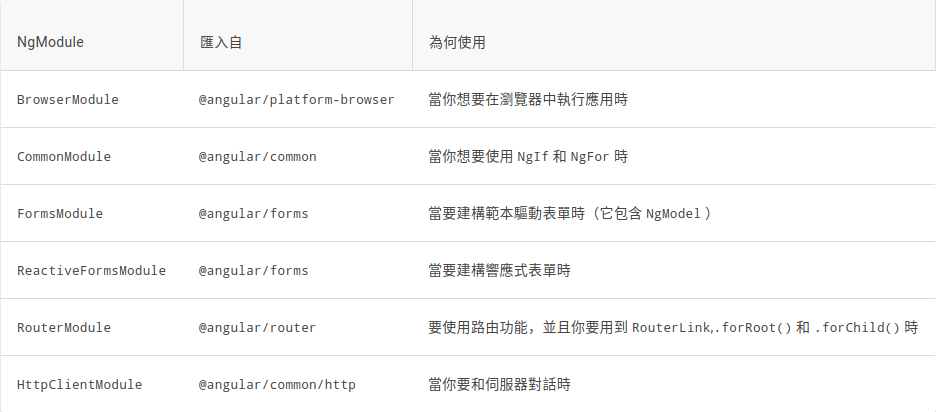 NgModule 匯入自 為何使用
BrowserModule @angular/platform-browser 當你想要在瀏覽器中執行應用時
CommonModule @angular/common 當你想要使用 NgIf 和 NgFor 時
FormsModule @angular/forms 當要建構範本驅動表單時（它包含 NgModel ）
ReactiveFormsModule @angular/forms 當要建構響應式表單時
RouterModule @angular/router 要使用路由功能，並且你要用到 RouterLink,.forRoot() 和 .forChild() 時
HttpClientModule @angular/common/http 當你要和伺服器對話時